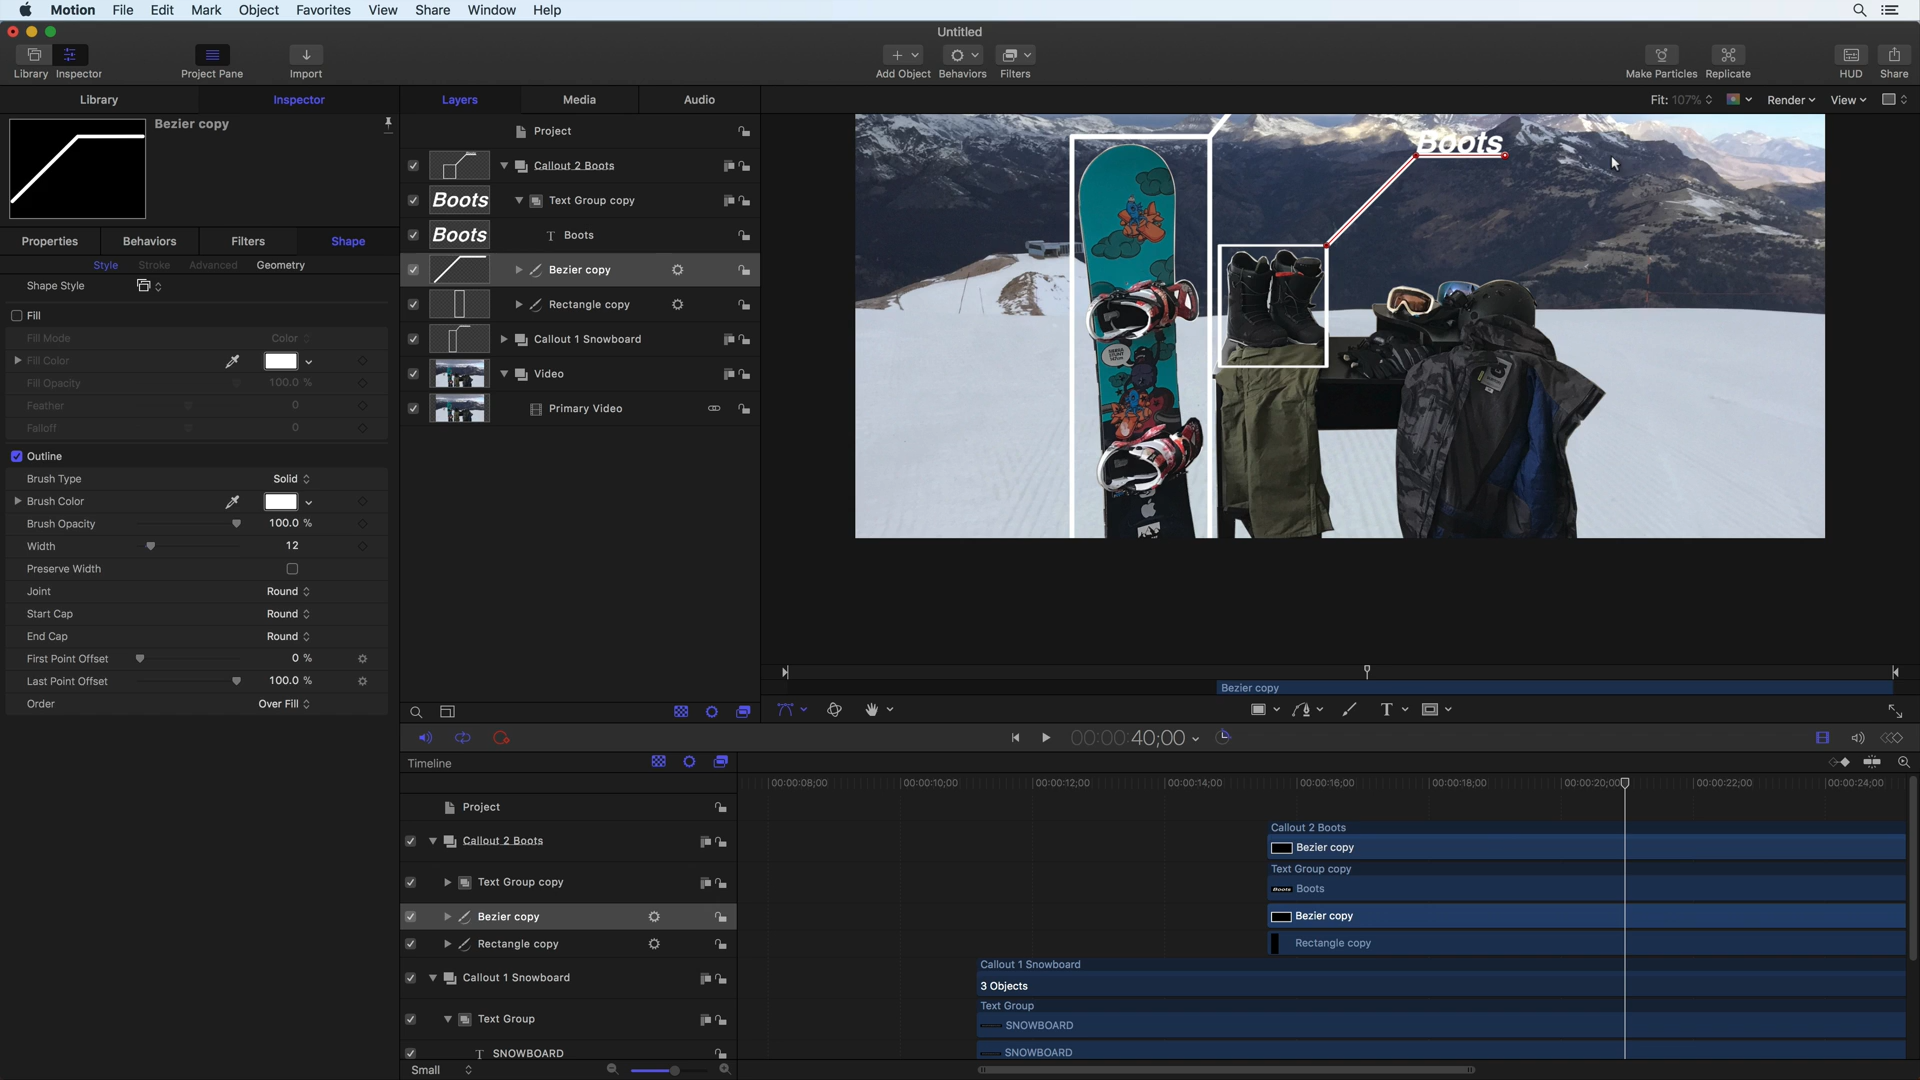 Motion File Edit Mark Object Favorites View Share Window Help
Untitled
Library Inspector Project Pane Import Add Object Behaviors Filters Make Particles Replicate HUD Share
Library Inspector Layers Media Audio Fit: 107% Render View
Bezier copy
Properties Behaviors Filters Shape
Style Stroke Advanced Geometry
Shape Style
Fill
Fill Mode Color
Fill Color
Fill Opacity 100.0 %
Feather 0
Falloff 0
Outline
Brush Type Solid
Brush Color
Brush Opacity 100.0 %
Width 12
Preserve Width
Joint Round
Start Cap Round
End Cap Round
First Point Offset 0 %
Last Point Offset 100.0 %
Order Over Fill
Project
Callout 2 Boots
Boots Text Group copy
Boots T Boots
Bezier copy
Rectangle copy
Callout 1 Snowboard
Video
Primary Video
Boots
Bezier copy
T
00:00:40;00
Timeline
00:00:08;00 00:00:10;00 00:00:12;00 00:00:14;00 00:00:16;00 00:00:18;00 00:00:20;00 00:00:22;00 00:00:24;00
Project
Callout 2 Boots
Text Group copy
Bezier copy
Rectangle copy
Callout 1 Snowboard
Text Group
T SNOWBOARD
Small
Callout 2 Boots
Bezier copy
Text Group copy
Boots Boots
Bezier copy
Rectangle copy
Callout 1 Snowboard
3 Objects
Text Group
SNOWBOARD
SNOWBOARD